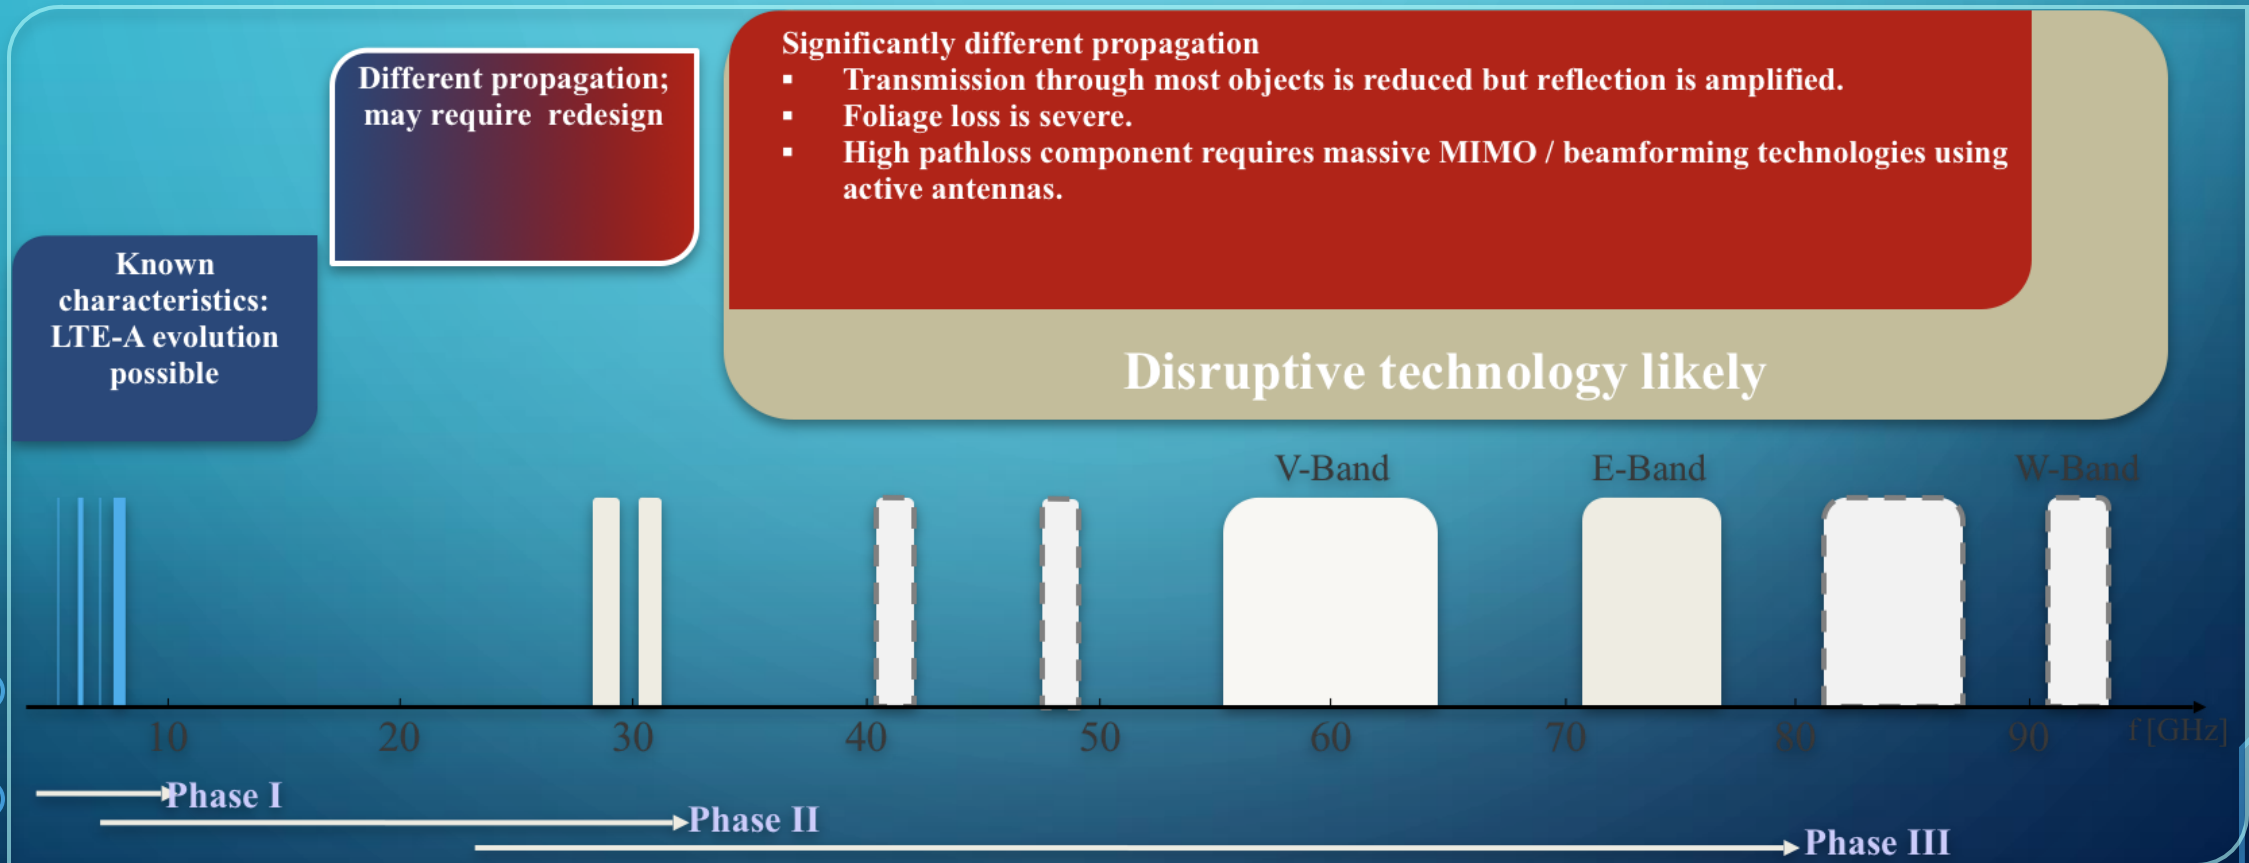 Significantly different propagation
▪ Transmission through most objects is reduced but reflection is amplified.
▪ Foliage loss is severe.
▪ High pathloss component requires massive MIMO / beamforming technologies using
active antennas.
Different propagation;
may require redesign
Known
characteristics:
LTE-A evolution
possible
Disruptive technology likely
V-Band E-Band W-Band
10 20 30 40 50 60 70 80 90 f [GHz]
Phase I
Phase II
Phase III